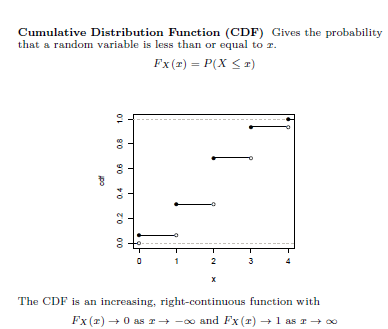 Cumulative Distribution Function (CDF) Gives the probability
that a random variable is less than or equal to x.
F_X(x) = P(X ≤ x)
1.0
0.8
0.6
0.4
0.2
0.0
cdf
0 1 2 3 4
x
The CDF is an increasing, right-continuous function with
F_X(x) → 0 as x → −∞ and F_X(x) → 1 as x → ∞